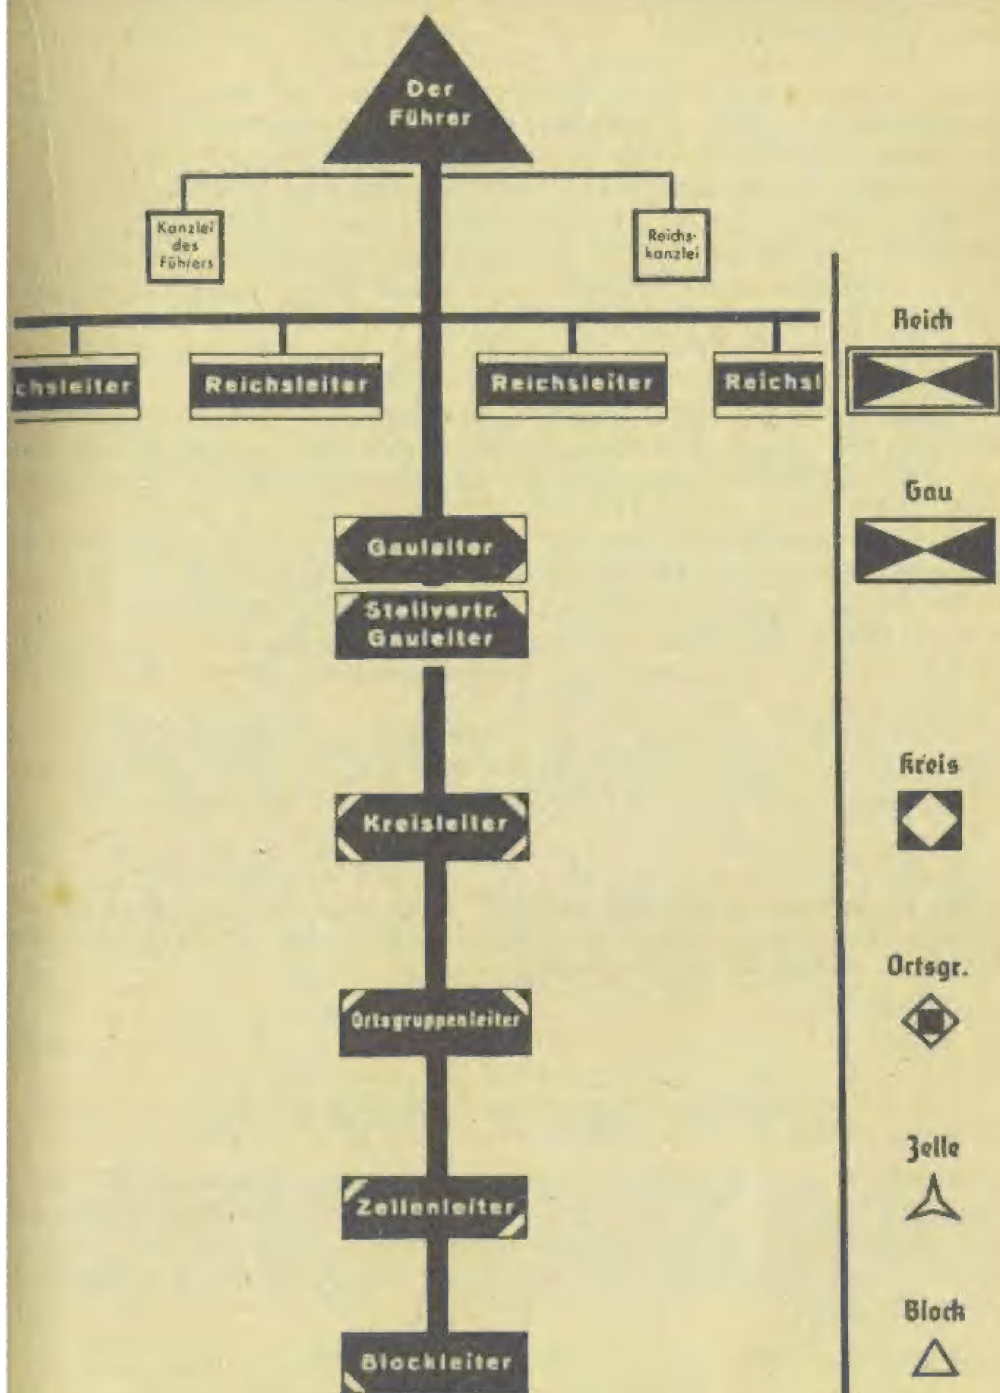 Der
Führer
Kanzlei
des
Führers
Reichs-
kanzlei
chsleiter
Reichsleiter
Reichsleiter
Reichsl
Gauleiter
Stellvertr.
Gauleiter
Kreisleiter
Ortsgruppenleiter
Zellenleiter
Blockleiter
Reich
Gau
Kreis
Ortsgr.
Zelle
Block